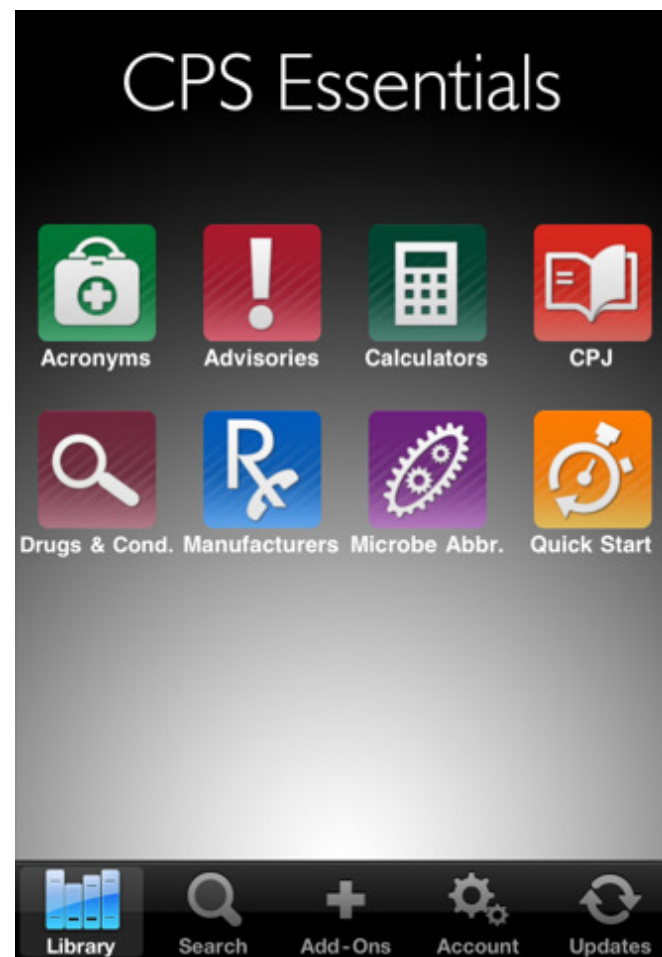 CPS Essentials
Acronyms Advisories Calculators CPJ
Drugs & Cond. Manufacturers Microbe Abbr. Quick Start
Library Search Add-Ons Account Updates